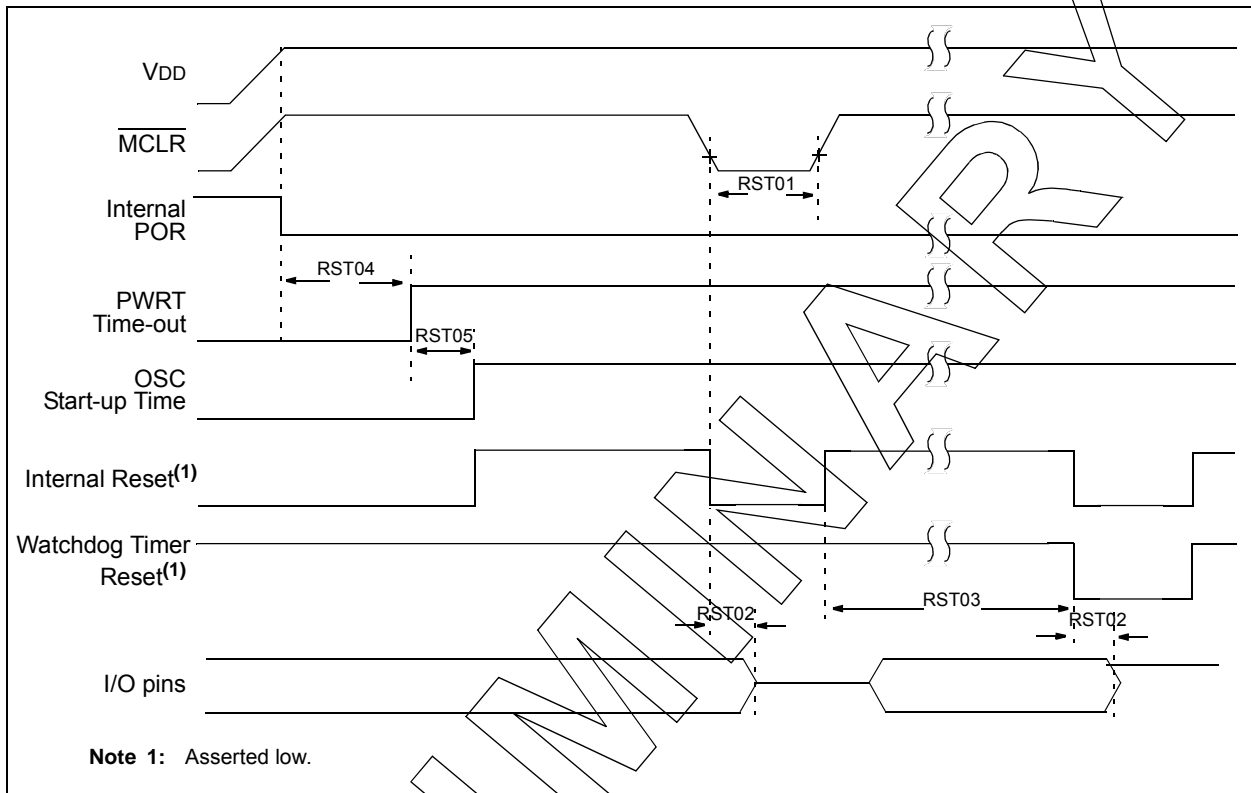 VDD
MCLR
RST01
Internal
POR
RST04
PWRT
Time-out
RST05
OSC
Start-up Time
Internal Reset(1)
Watchdog Timer
Reset(1)
RST03
RST02
RST02
I/O pins
Note 1: Asserted low.
IMINARY